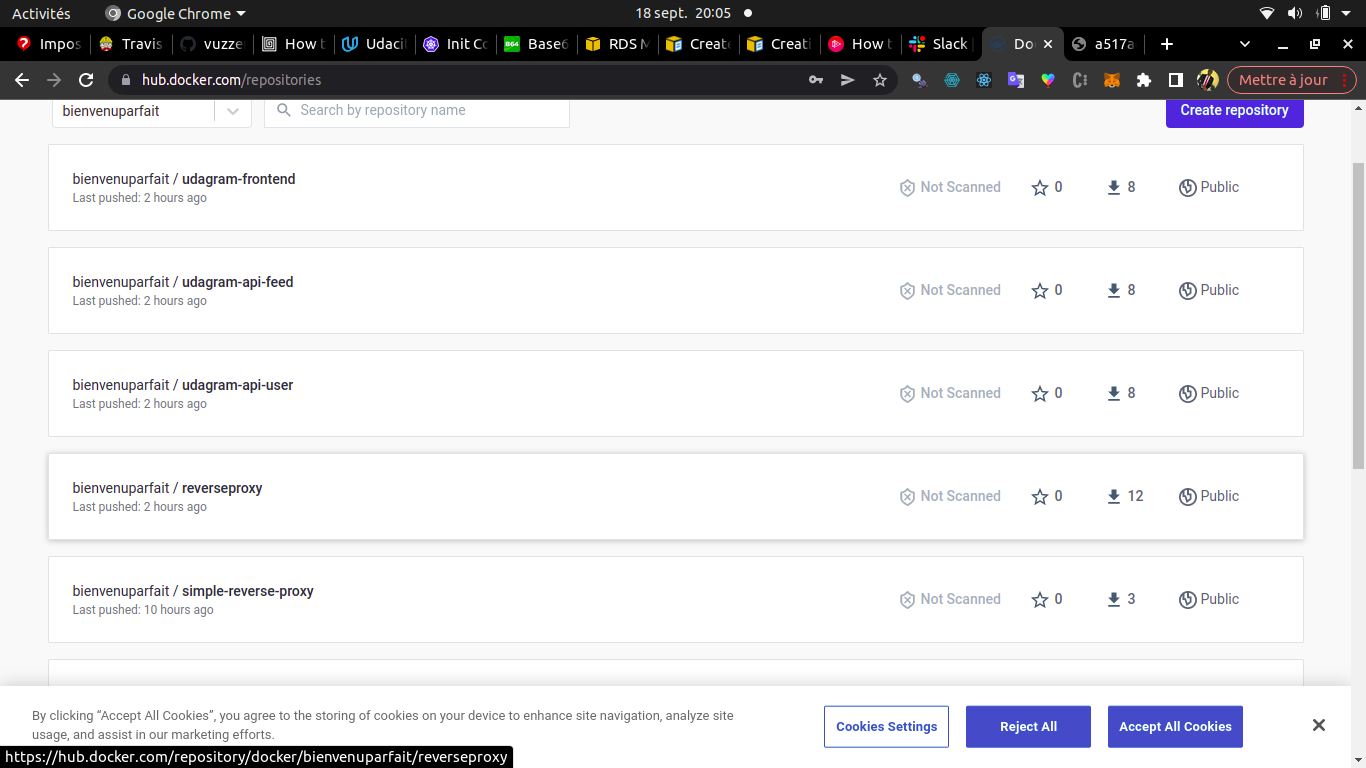 Activités Google Chrome 18 sept. 20:05
Impos Travis vuzze How t Udacit Init Co Base6 RDS M Create Creati How t Slack Do a517a
hub.docker.com/repositories Mettre à jour
bienvenuparfait Search by repository name Create repository
bienvenuparfait / udagram-frontend
Last pushed: 2 hours ago
Not Scanned 0 8 Public
bienvenuparfait / udagram-api-feed
Last pushed: 2 hours ago
Not Scanned 0 8 Public
bienvenuparfait / udagram-api-user
Last pushed: 2 hours ago
Not Scanned 0 8 Public
bienvenuparfait / reverseproxy
Last pushed: 2 hours ago
Not Scanned 0 12 Public
bienvenuparfait / simple-reverse-proxy
Last pushed: 10 hours ago
Not Scanned 0 3 Public
By clicking “Accept All Cookies”, you agree to the storing of cookies on your device to enhance site navigation, analyze site
usage, and assist in our marketing efforts.
Cookies Settings Reject All Accept All Cookies
https://hub.docker.com/repository/docker/bienvenuparfait/reverseproxy